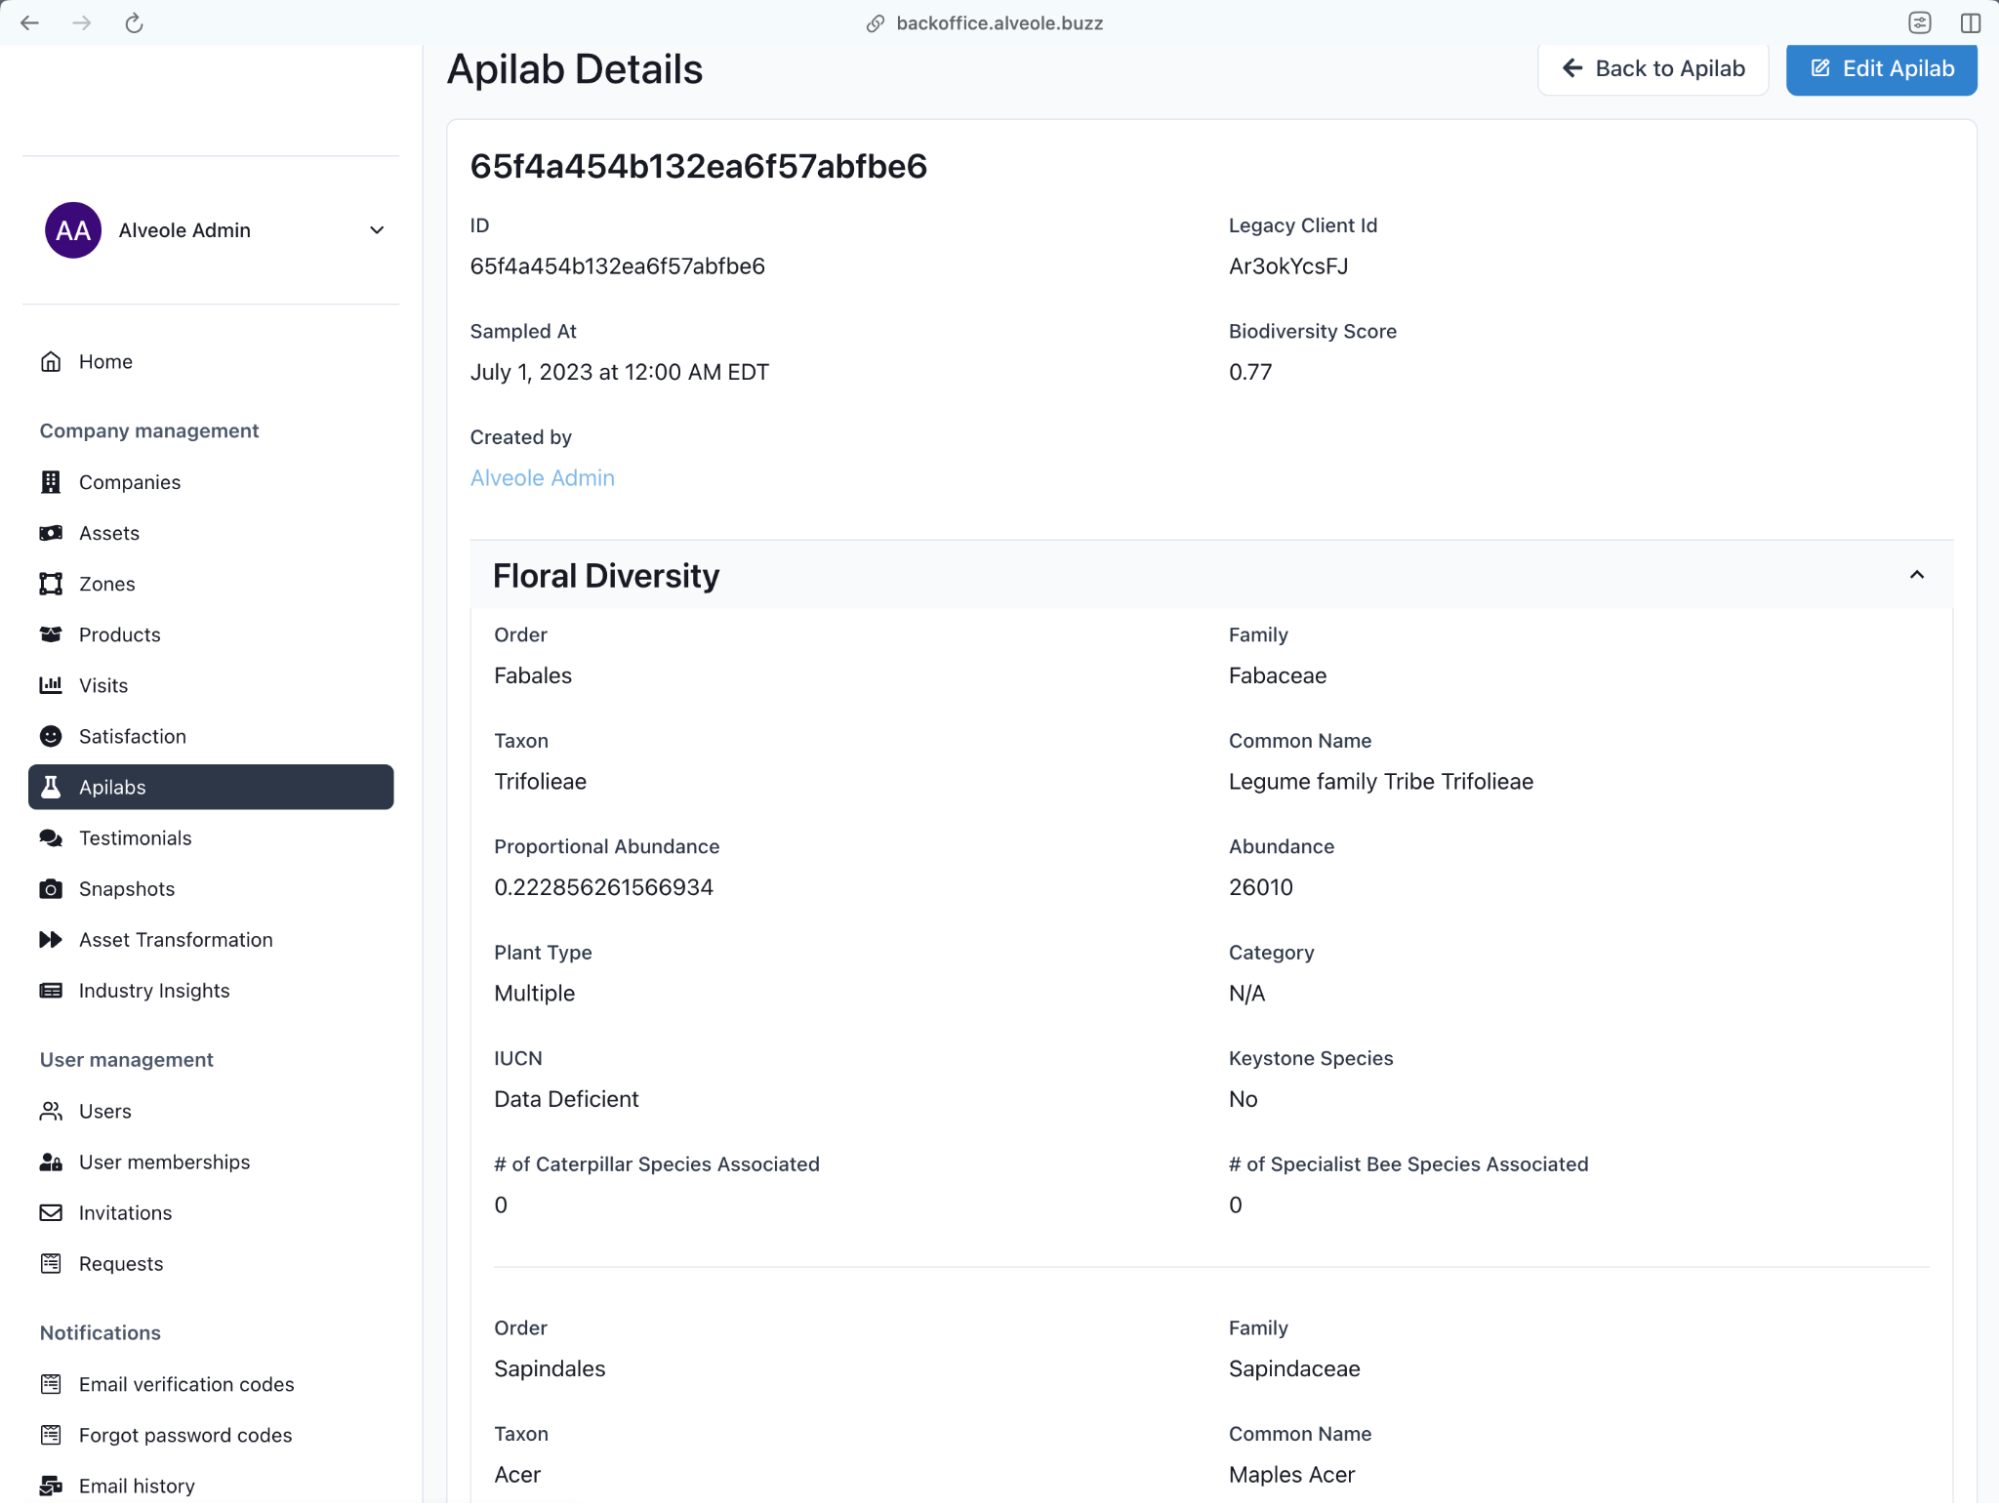 backoffice.alveole.buzz
Apilab Details
Back to Apilab
Edit Apilab
AA
Alveole Admin
Home
Company management
Companies
Assets
Zones
Products
Visits
Satisfaction
Apilabs
Testimonials
Snapshots
Asset Transformation
Industry Insights
User management
Users
User memberships
Invitations
Requests
Notifications
Email verification codes
Forgot password codes
Email history
65f4a454b132ea6f57abfbe6
ID
65f4a454b132ea6f57abfbe6
Legacy Client Id
Ar3okYcsFJ
Sampled At
July 1, 2023 at 12:00 AM EDT
Biodiversity Score
0.77
Created by
Alveole Admin
Floral Diversity
Order
Fabales
Family
Fabaceae
Taxon
Trifolieae
Common Name
Legume family Tribe Trifolieae
Proportional Abundance
0.222856261566934
Abundance
26010
Plant Type
Multiple
Category
N/A
IUCN
Data Deficient
Keystone Species
No
# of Caterpillar Species Associated
0
# of Specialist Bee Species Associated
0
Order
Sapindales
Family
Sapindaceae
Taxon
Acer
Common Name
Maples Acer